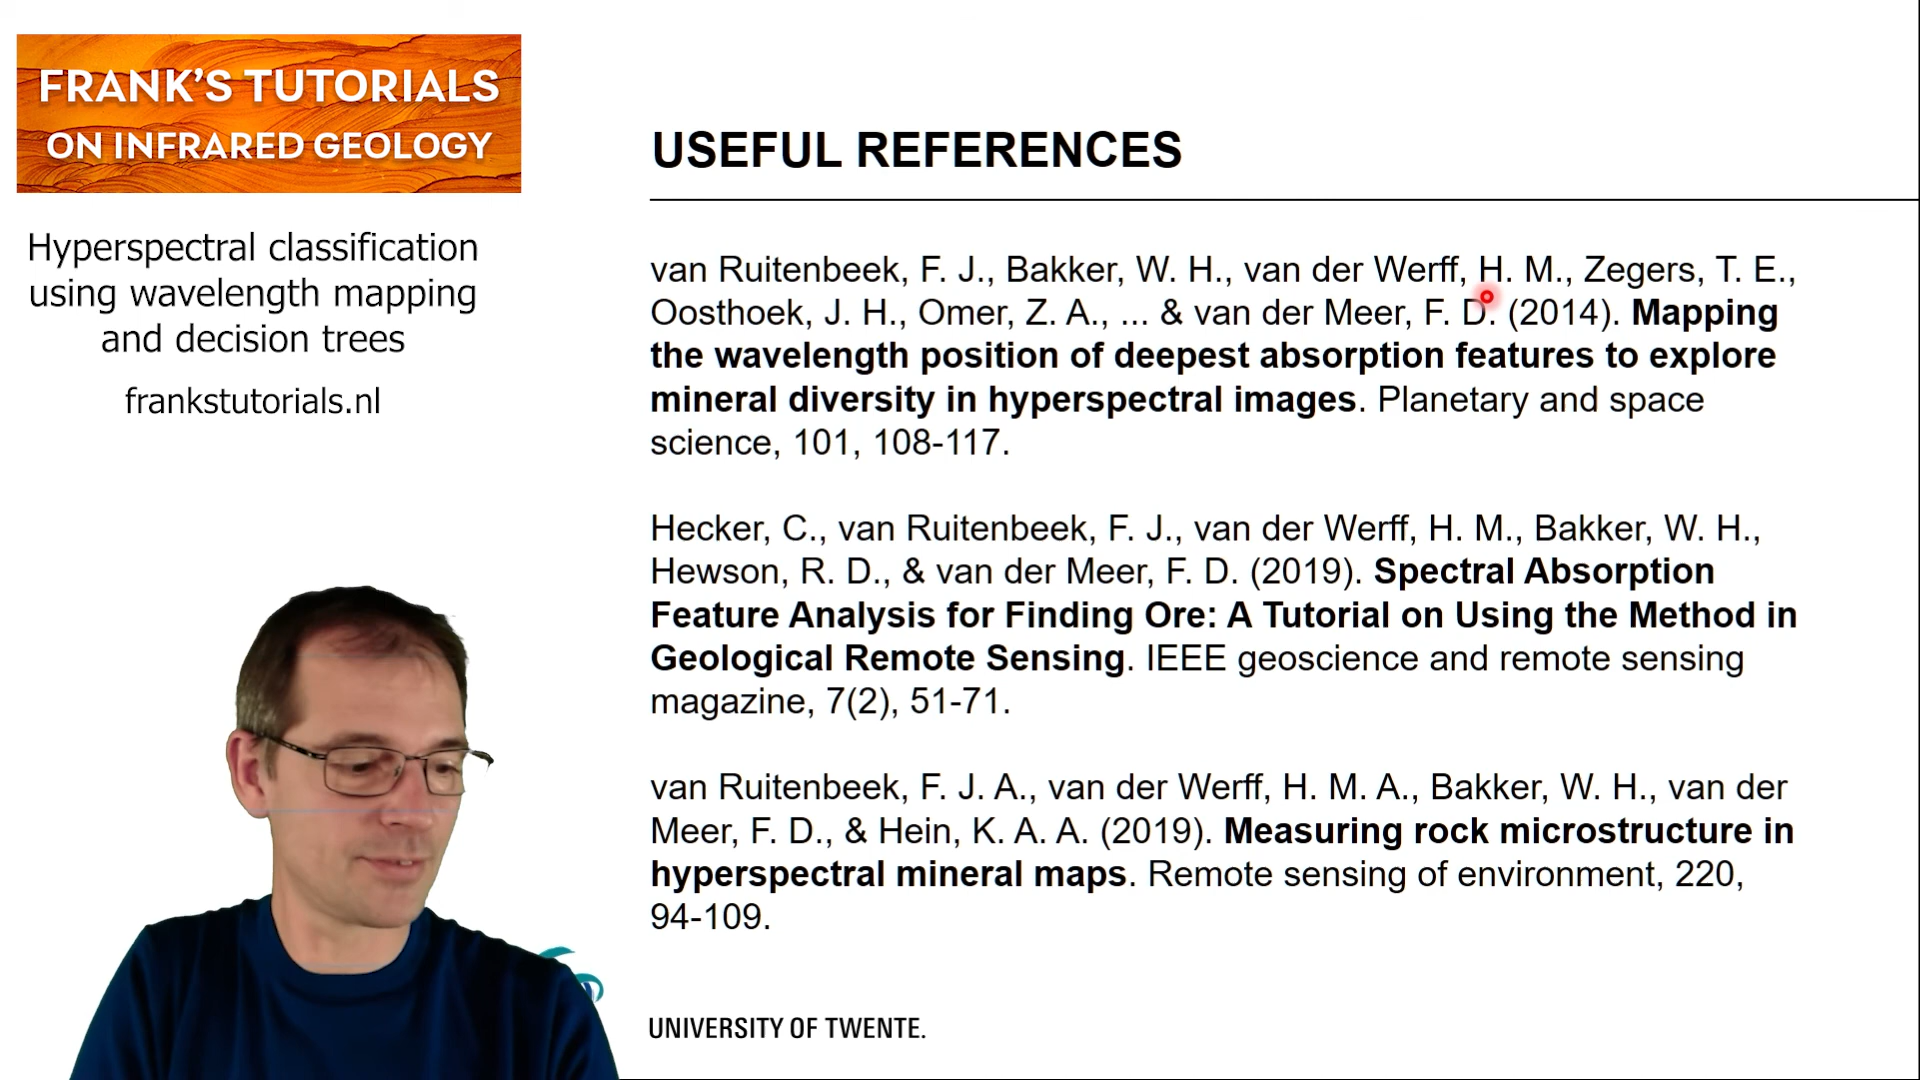 FRANK'S TUTORIALS
ON INFRARED GEOLOGY
Hyperspectral classification
using wavelength mapping
and decision trees
frankstutorials.nl
USEFUL REFERENCES
van Ruitenbeek, F. J., Bakker, W. H., van der Werff, H. M., Zegers, T. E.,
Oosthoek, J. H., Omer, Z. A., ... & van der Meer, F. D. (2014). Mapping
the wavelength position of deepest absorption features to explore
mineral diversity in hyperspectral images. Planetary and space
science, 101, 108-117.
Hecker, C., van Ruitenbeek, F. J., van der Werff, H. M., Bakker, W. H.,
Hewson, R. D., & van der Meer, F. D. (2019). Spectral Absorption
Feature Analysis for Finding Ore: A Tutorial on Using the Method in
Geological Remote Sensing. IEEE geoscience and remote sensing
magazine, 7(2), 51-71.
van Ruitenbeek, F. J. A., van der Werff, H. M. A., Bakker, W. H., van der
Meer, F. D., & Hein, K. A. A. (2019). Measuring rock microstructure in
hyperspectral mineral maps. Remote sensing of environment, 220,
94-109.
UNIVERSITY OF TWENTE.